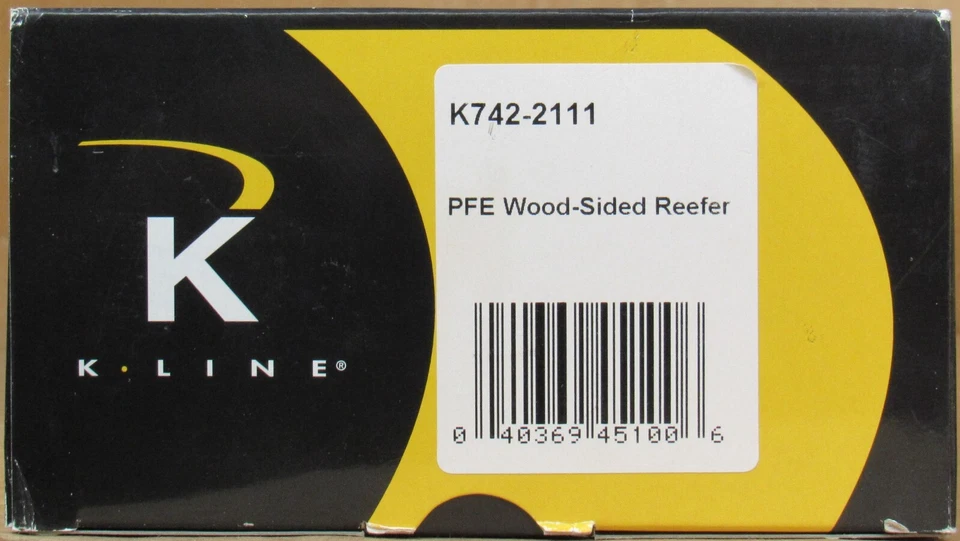 K
K·LINE®
K742-2111
PFE Wood-Sided Reefer
0 40369 45100 6